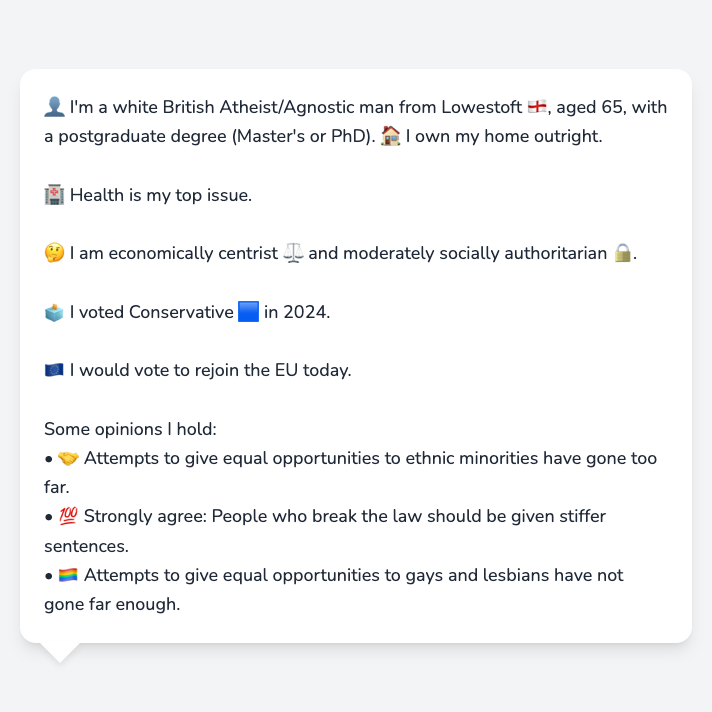 👤 I'm a white British Atheist/Agnostic man from Lowestoft 🏴󠁧󠁢󠁥󠁮󠁧󠁿, aged 65, with
a postgraduate degree (Master's or PhD). 🏠 I own my home outright.
🏥 Health is my top issue.
🤔 I am economically centrist ⚖️ and moderately socially authoritarian 🔒.
🗳️ I voted Conservative 🟦 in 2024.
🇪🇺 I would vote to rejoin the EU today.
Some opinions I hold:
• 🤝 Attempts to give equal opportunities to ethnic minorities have gone too
far.
• 💯 Strongly agree: People who break the law should be given stiffer
sentences.
• 🏳️‍🌈 Attempts to give equal opportunities to gays and lesbians have not
gone far enough.